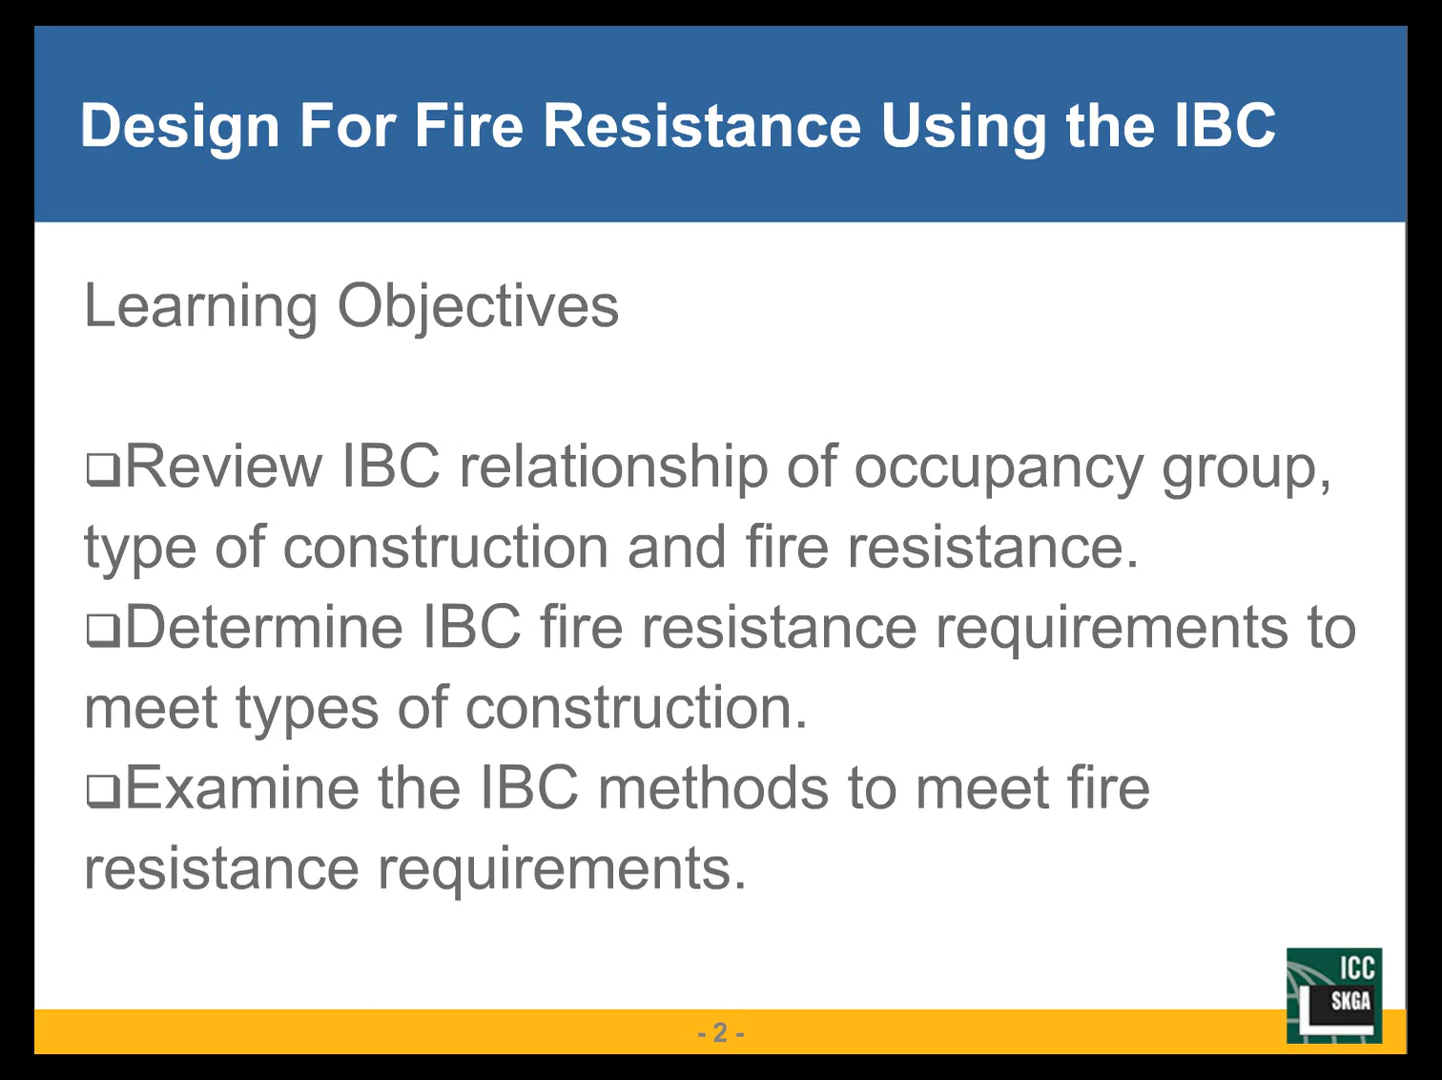 Design For Fire Resistance Using the IBC
Learning Objectives
❑Review IBC relationship of occupancy group,
type of construction and fire resistance.
❑Determine IBC fire resistance requirements to
meet types of construction.
❑Examine the IBC methods to meet fire
resistance requirements.
ICC
SKGA
- 2 -